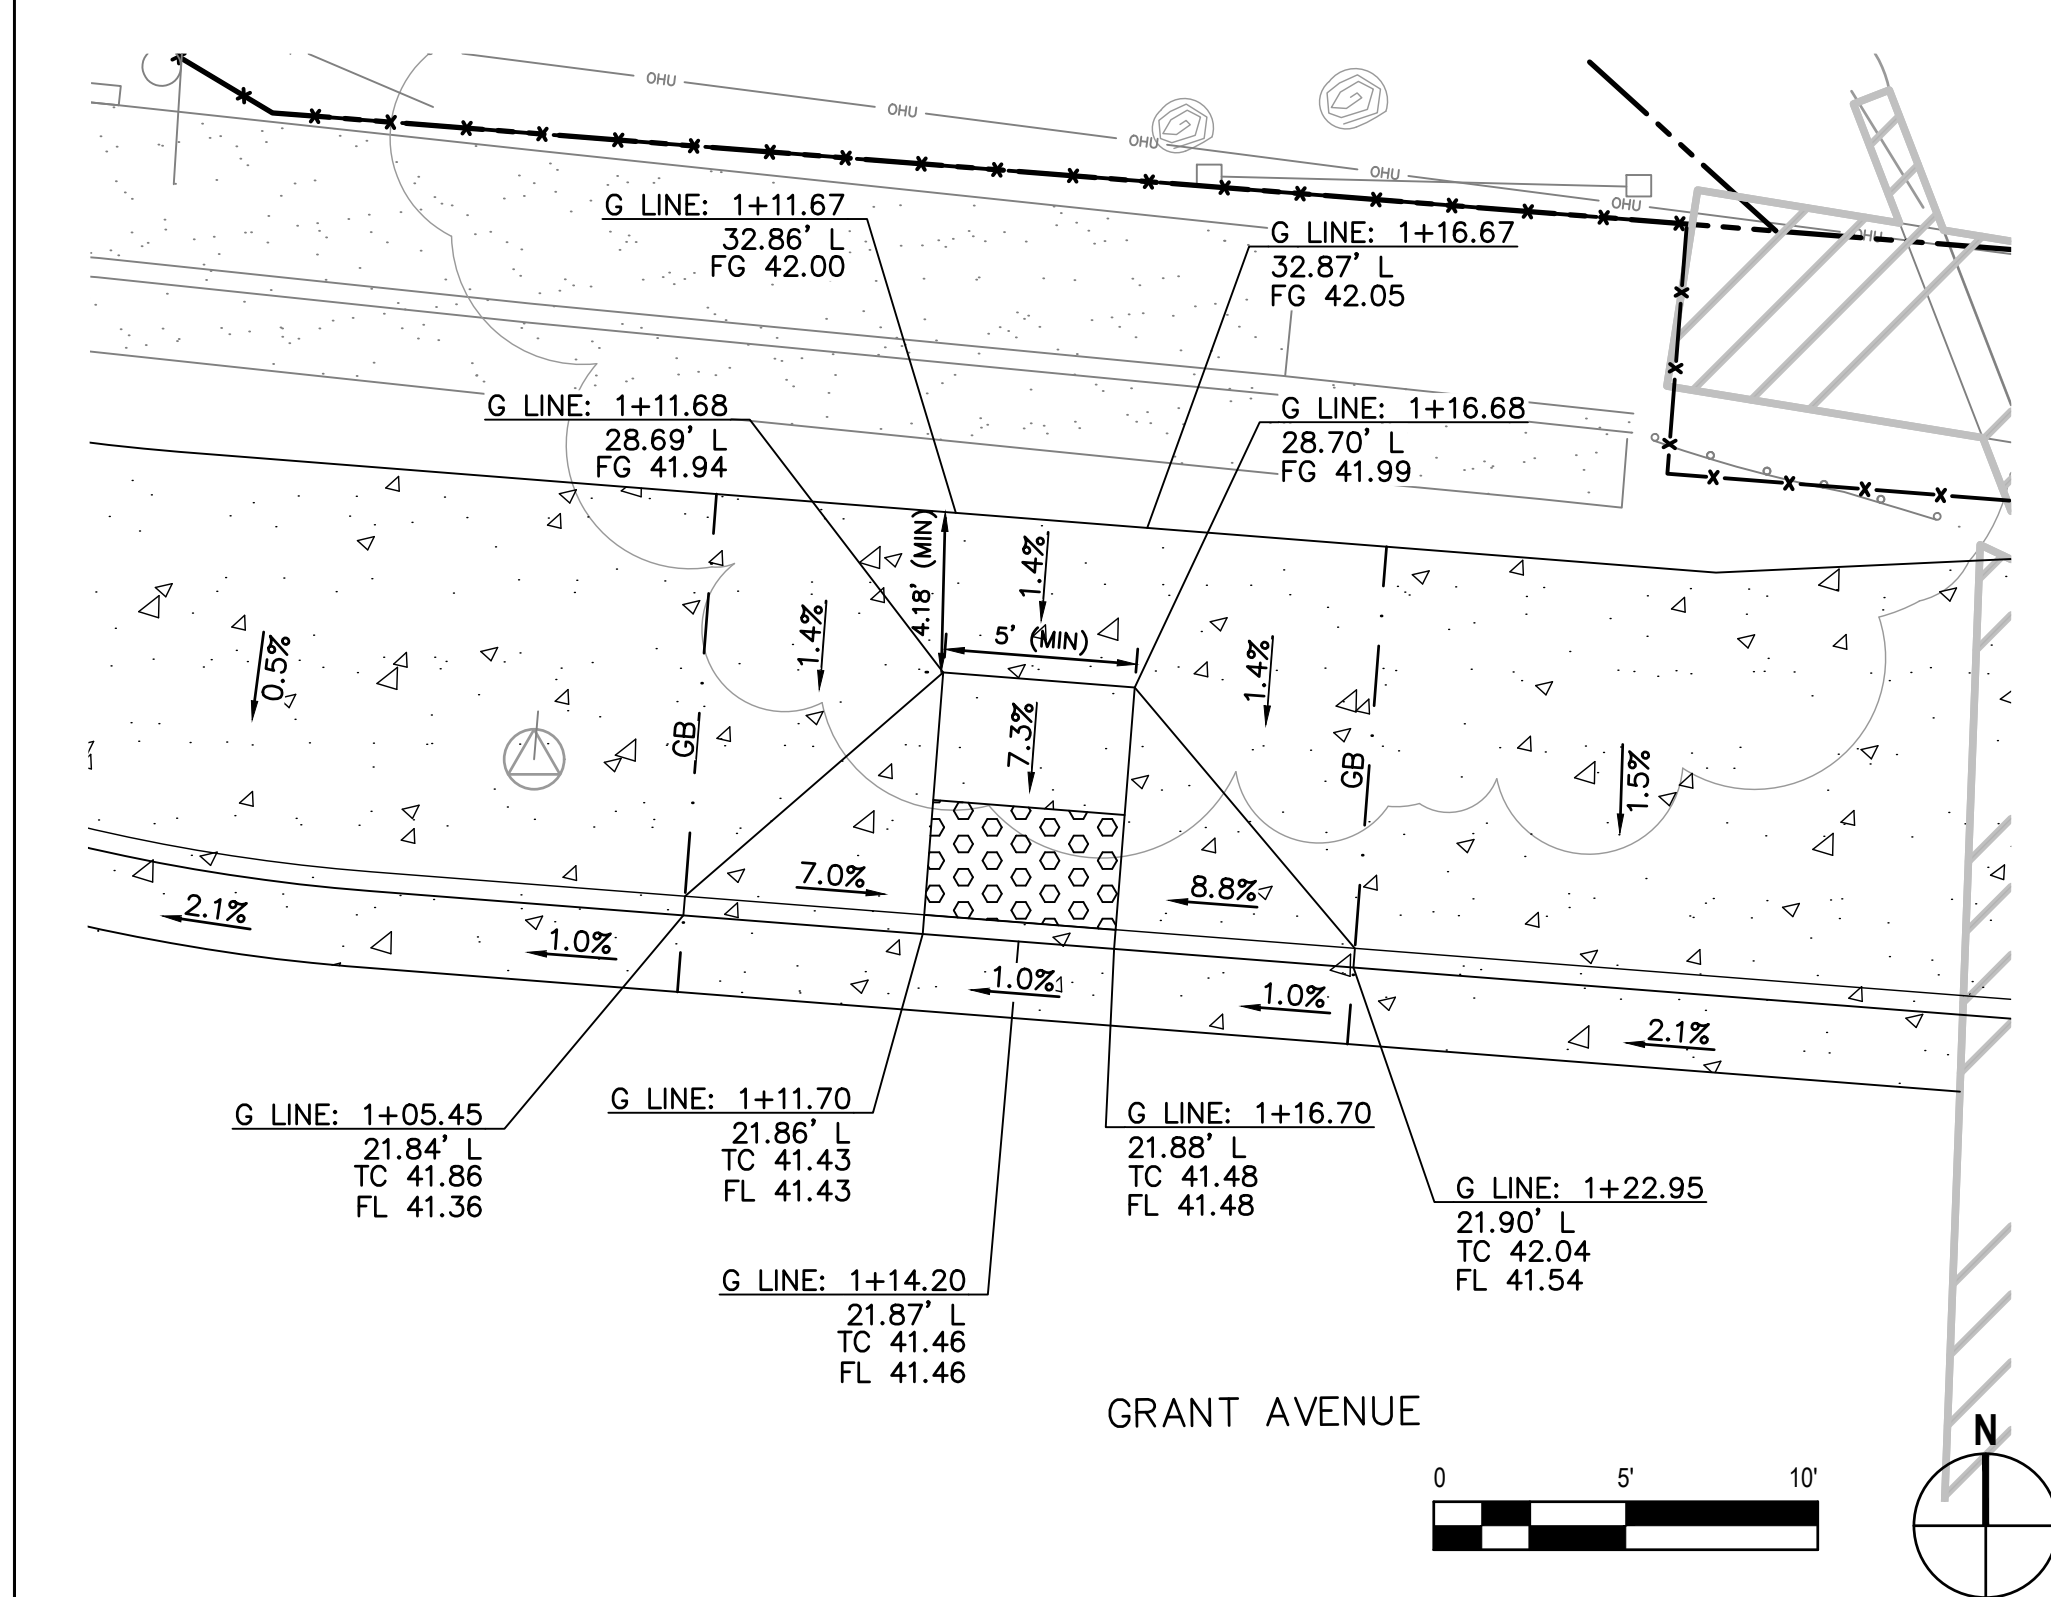 OHU
OHU
OHU
OHU
OHU
OHU
G LINE: 1+11.67
32.86' L
FG 42.00
G LINE: 1+16.67
32.87' L
FG 42.05
G LINE: 1+11.68
28.69' L
FG 41.94
G LINE: 1+16.68
28.70' L
FG 41.99
4.18' (MIN)
1.4%
5' (MIN)
0.5%
1.4%
1.4%
7.3%
GB
GB
1.5%
7.0%
8.8%
2.1%
1.0%
1.0%
1.0%
2.1%
G LINE: 1+05.45
21.84' L
TC 41.86
FL 41.36
G LINE: 1+11.70
21.86' L
TC 41.43
FL 41.43
G LINE: 1+16.70
21.88' L
TC 41.48
FL 41.48
G LINE: 1+22.95
21.90' L
TC 42.04
FL 41.54
G LINE: 1+14.20
21.87' L
TC 41.46
FL 41.46
GRANT AVENUE
N
0 5' 10'